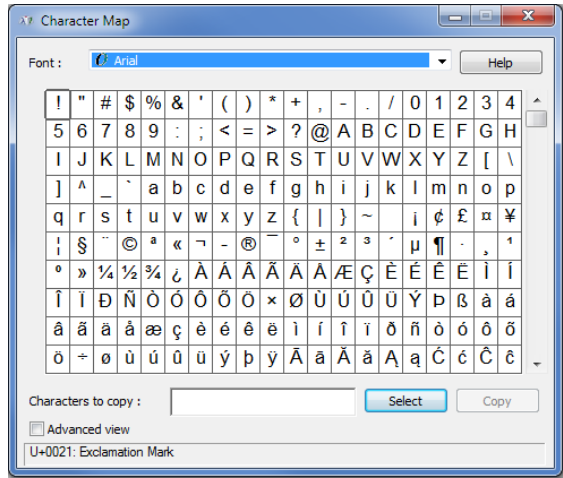 Character Map
Font : Arial Help
! " # $ % & ' ( ) * + , - . / 0 1 2 3 4
5 6 7 8 9 : ; < = > ? @ A B C D E F G H
I J K L M N O P Q R S T U V W X Y Z [ \
] ^ _ ` a b c d e f g h i j k l m n o p
q r s t u v w x y z { | } ~ ¡ ¢ £ ¤ ¥
¦ § ¨ © ª « ¬ - ® ¯ ° ± ² ³ ´ µ ¶ · ¸ ¹
º » ¼ ½ ¾ ¿ À Á Â Ã Ä Å Æ Ç È É Ê Ë Ì Í
Î Ï Ð Ñ Ò Ó Ô Õ Ö × Ø Ù Ú Û Ü Ý Þ ß à á
â ã ä å æ ç è é ê ë ì í î ï ð ñ ò ó ô õ
ö ÷ ø ù ú û ü ý þ ÿ Ā ā Ă ă Ą ą Ć ć Ĉ ĉ
Characters to copy : Select Copy
Advanced view
U+0021: Exclamation Mark